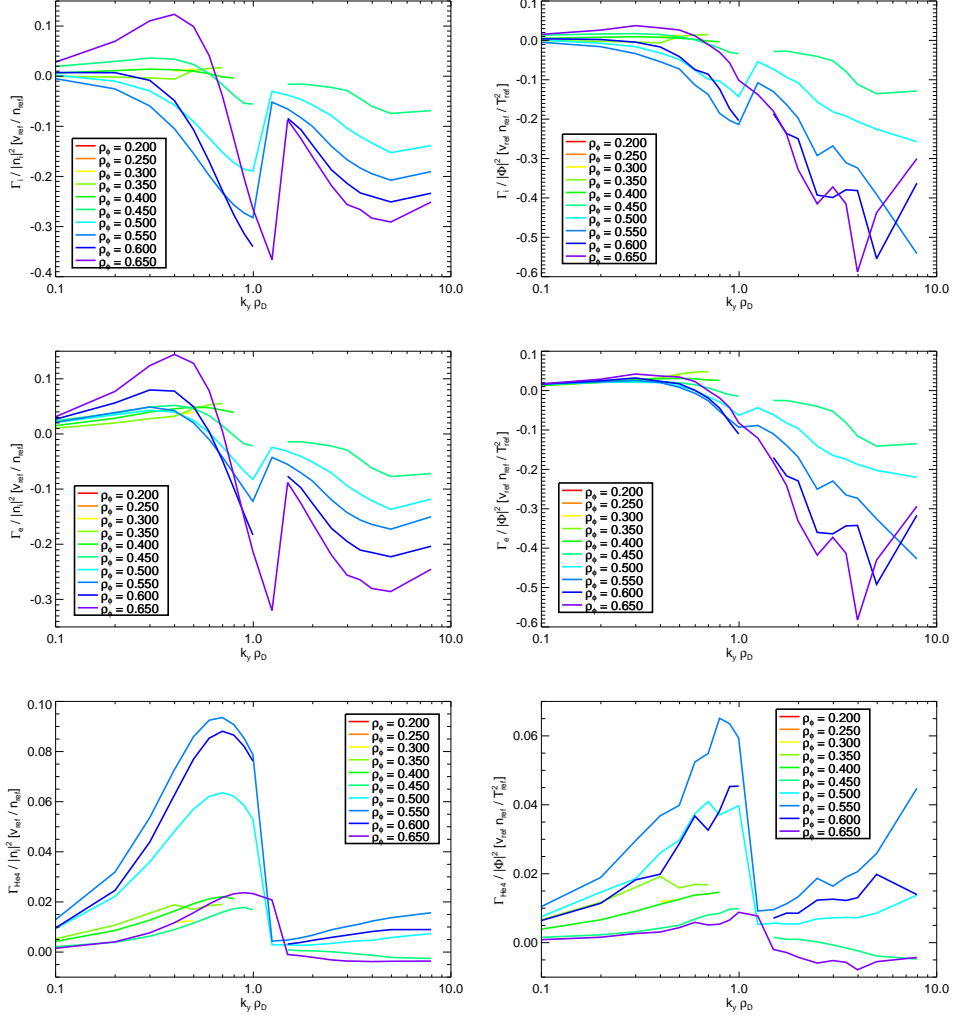 Γi / |ni|² [vref / nref]
0.1
0.0
-0.1
-0.2
-0.3
-0.4
ρϕ = 0.200
ρϕ = 0.250
ρϕ = 0.300
ρϕ = 0.350
ρϕ = 0.400
ρϕ = 0.450
ρϕ = 0.500
ρϕ = 0.550
ρϕ = 0.600
ρϕ = 0.650
0.1 1.0 10.0
ky ρD
Γi / |Φ|² [vref nref / T²ref]
0.1
0.0
-0.1
-0.2
-0.3
-0.4
-0.5
-0.6
ρϕ = 0.200
ρϕ = 0.250
ρϕ = 0.300
ρϕ = 0.350
ρϕ = 0.400
ρϕ = 0.450
ρϕ = 0.500
ρϕ = 0.550
ρϕ = 0.600
ρϕ = 0.650
0.1 1.0 10.0
ky ρD
Γe / |ni|² [vref / nref]
0.1
0.0
-0.1
-0.2
-0.3
ρϕ = 0.200
ρϕ = 0.250
ρϕ = 0.300
ρϕ = 0.350
ρϕ = 0.400
ρϕ = 0.450
ρϕ = 0.500
ρϕ = 0.550
ρϕ = 0.600
ρϕ = 0.650
0.1 1.0 10.0
ky ρD
Γe / |Φ|² [vref nref / T²ref]
0.1
0.0
-0.1
-0.2
-0.3
-0.4
-0.5
-0.6
ρϕ = 0.200
ρϕ = 0.250
ρϕ = 0.300
ρϕ = 0.350
ρϕ = 0.400
ρϕ = 0.450
ρϕ = 0.500
ρϕ = 0.550
ρϕ = 0.600
ρϕ = 0.650
0.1 1.0 10.0
ky ρD
ΓHe4 / |ni|² [vref / nref]
0.10
0.08
0.06
0.04
0.02
0.00
ρϕ = 0.200
ρϕ = 0.250
ρϕ = 0.300
ρϕ = 0.350
ρϕ = 0.400
ρϕ = 0.450
ρϕ = 0.500
ρϕ = 0.550
ρϕ = 0.600
ρϕ = 0.650
0.1 1.0 10.0
ky ρD
ΓHe4 / |Φ|² [vref nref / T²ref]
0.06
0.04
0.02
0.00
ρϕ = 0.200
ρϕ = 0.250
ρϕ = 0.300
ρϕ = 0.350
ρϕ = 0.400
ρϕ = 0.450
ρϕ = 0.500
ρϕ = 0.550
ρϕ = 0.600
ρϕ = 0.650
0.1 1.0 10.0
ky ρD